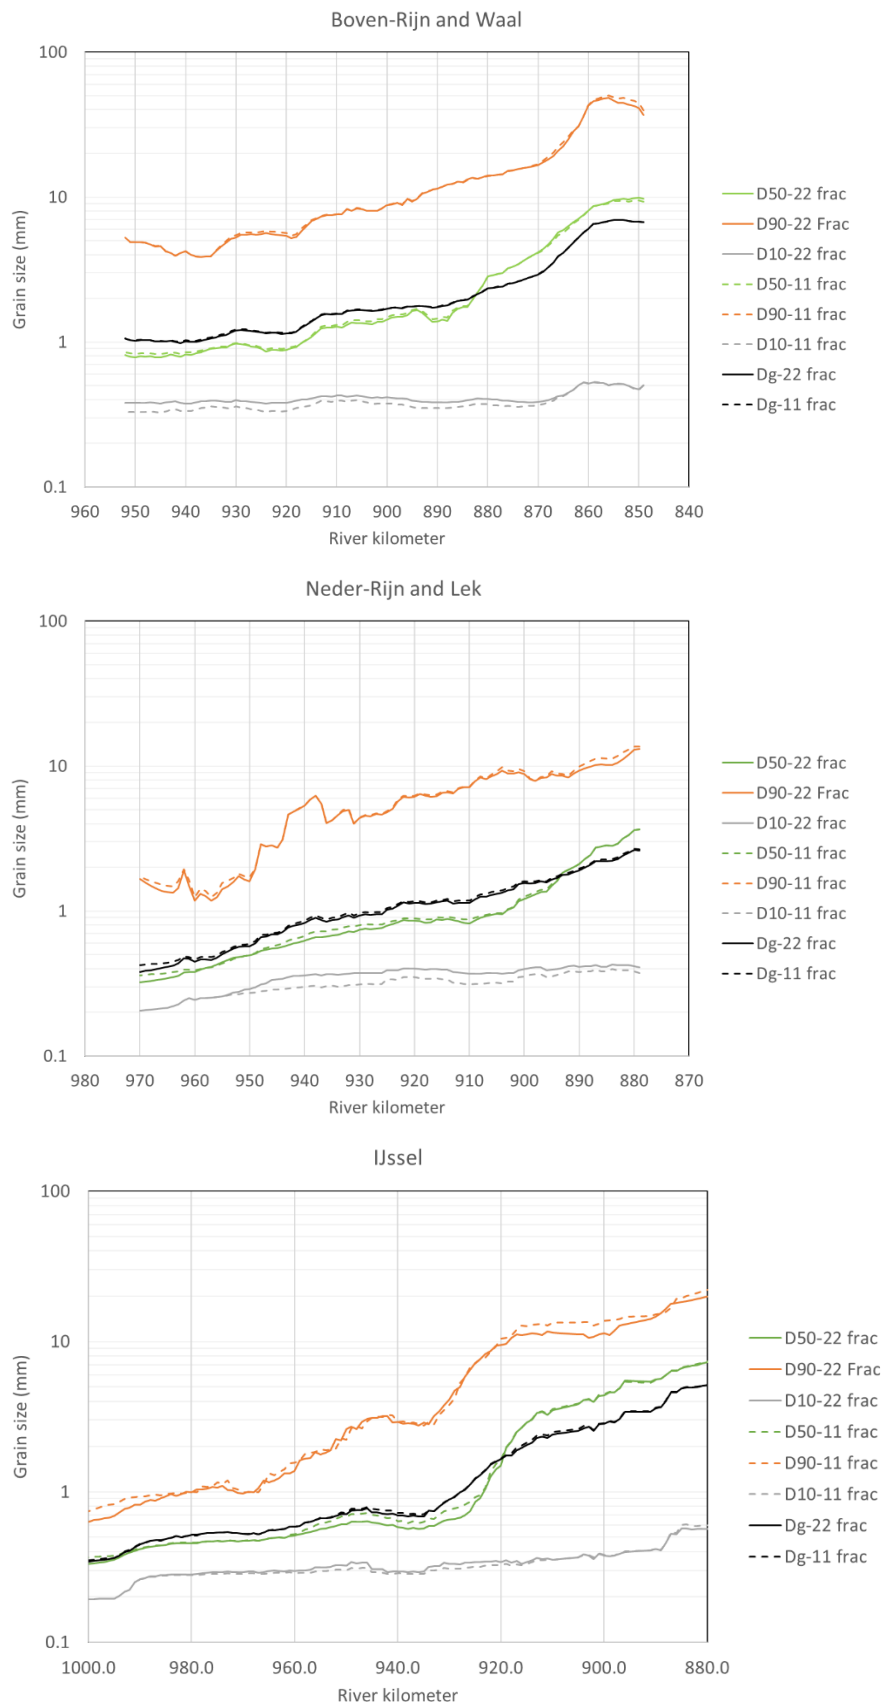 Boven-Rijn and Waal
100
10
1
0.1
Grain size (mm)
960 950 940 930 920 910 900 890 880 870 860 850 840
River kilometer
D50-22 frac
D90-22 Frac
D10-22 frac
D50-11 frac
D90-11 frac
D10-11 frac
Dg-22 frac
Dg-11 frac
Neder-Rijn and Lek
100
10
1
0.1
Grain size (mm)
980 970 960 950 940 930 920 910 900 890 880 870
River kilometer
D50-22 frac
D90-22 Frac
D10-22 frac
D50-11 frac
D90-11 frac
D10-11 frac
Dg-22 frac
Dg-11 frac
IJssel
100
10
1
0.1
Grain size (mm)
1000.0 980.0 960.0 940.0 920.0 900.0 880.0
River kilometer
D50-22 frac
D90-22 Frac
D10-22 frac
D50-11 frac
D90-11 frac
D10-11 frac
Dg-22 frac
Dg-11 frac